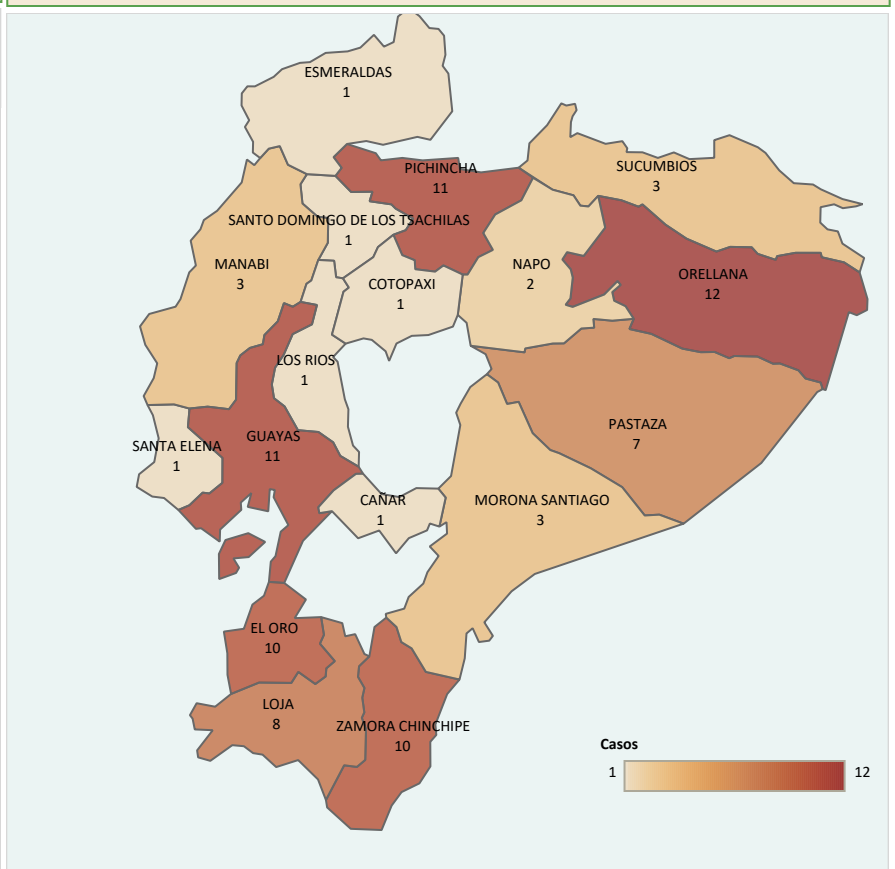 ESMERALDAS
1
PICHINCHA
11
SUCUMBIOS
3
SANTO DOMINGO DE LOS TSACHILAS
1
MANABI
3
COTOPAXI
1
NAPO
2
ORELLANA
12
LOS RIOS
1
SANTA ELENA
1
GUAYAS
11
PASTAZA
7
CAÑAR
1
MORONA SANTIAGO
3
EL ORO
10
LOJA
8
ZAMORA CHINCHIPE
10
Casos
1
12